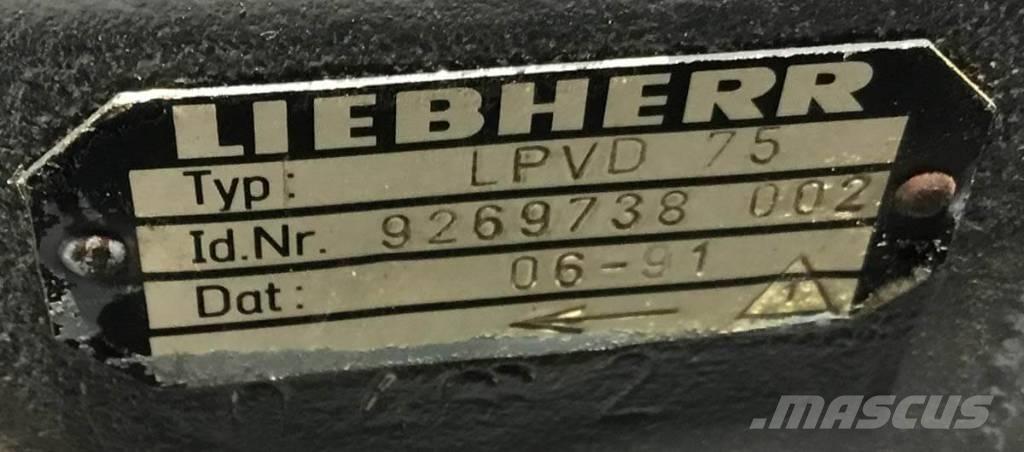 LIEBHERR
Typ: LPVD 75
Id.Nr. 9269738 002
Dat: 06-91
.MASCUS